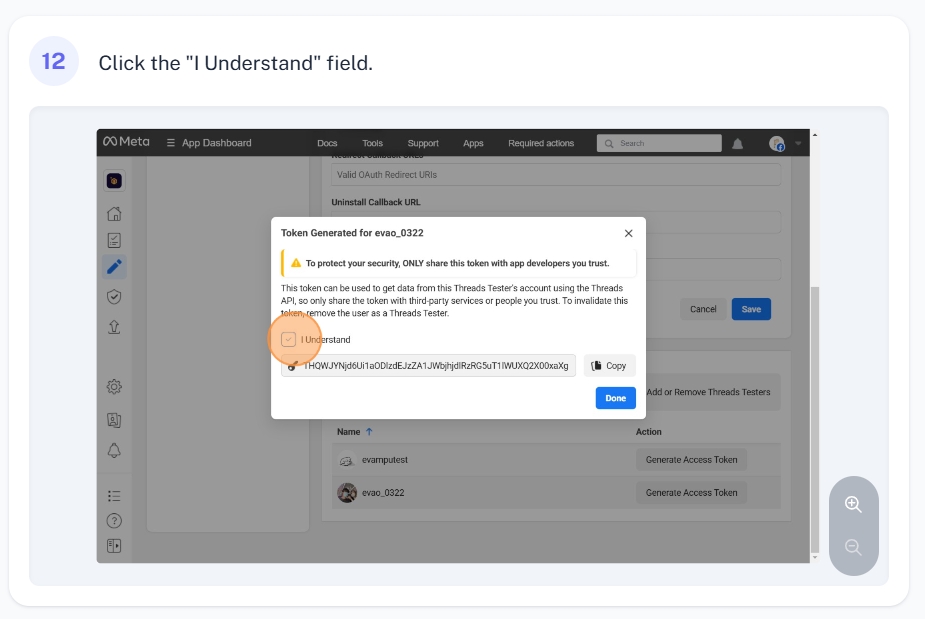 12
Click the "I Understand" field.
Meta
App Dashboard
Docs
Tools
Support
Apps
Required actions
Search
Redirect Callback URLs
Valid OAuth Redirect URIs
Uninstall Callback URL
Token Generated for evao_0322
To protect your security, ONLY share this token with app developers you trust.
This token can be used to get data from this Threads Tester's account using the Threads
API, so only share the token with third-party services or people you trust. To invalidate this
token, remove the user as a Threads Tester.
Cancel
Save
I Understand
Copy
Add or Remove Threads Testers
Done
Name
Action
evamputest
Generate Access Token
evao_0322
Generate Access Token